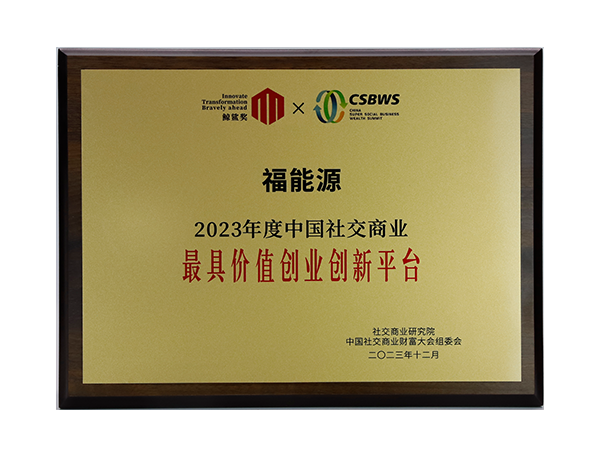 Innovate
Transformation
Bravely ahead
鲸鲨奖
×
CSBWS
CHINA
SUPER SOCIAL BUSINESS
WEALTH SUMMIT
福能源
2023年度中国社交商业
最具价值创业创新平台
社交商业研究院
中国社交商业财富大会组委会
二〇二三年十二月